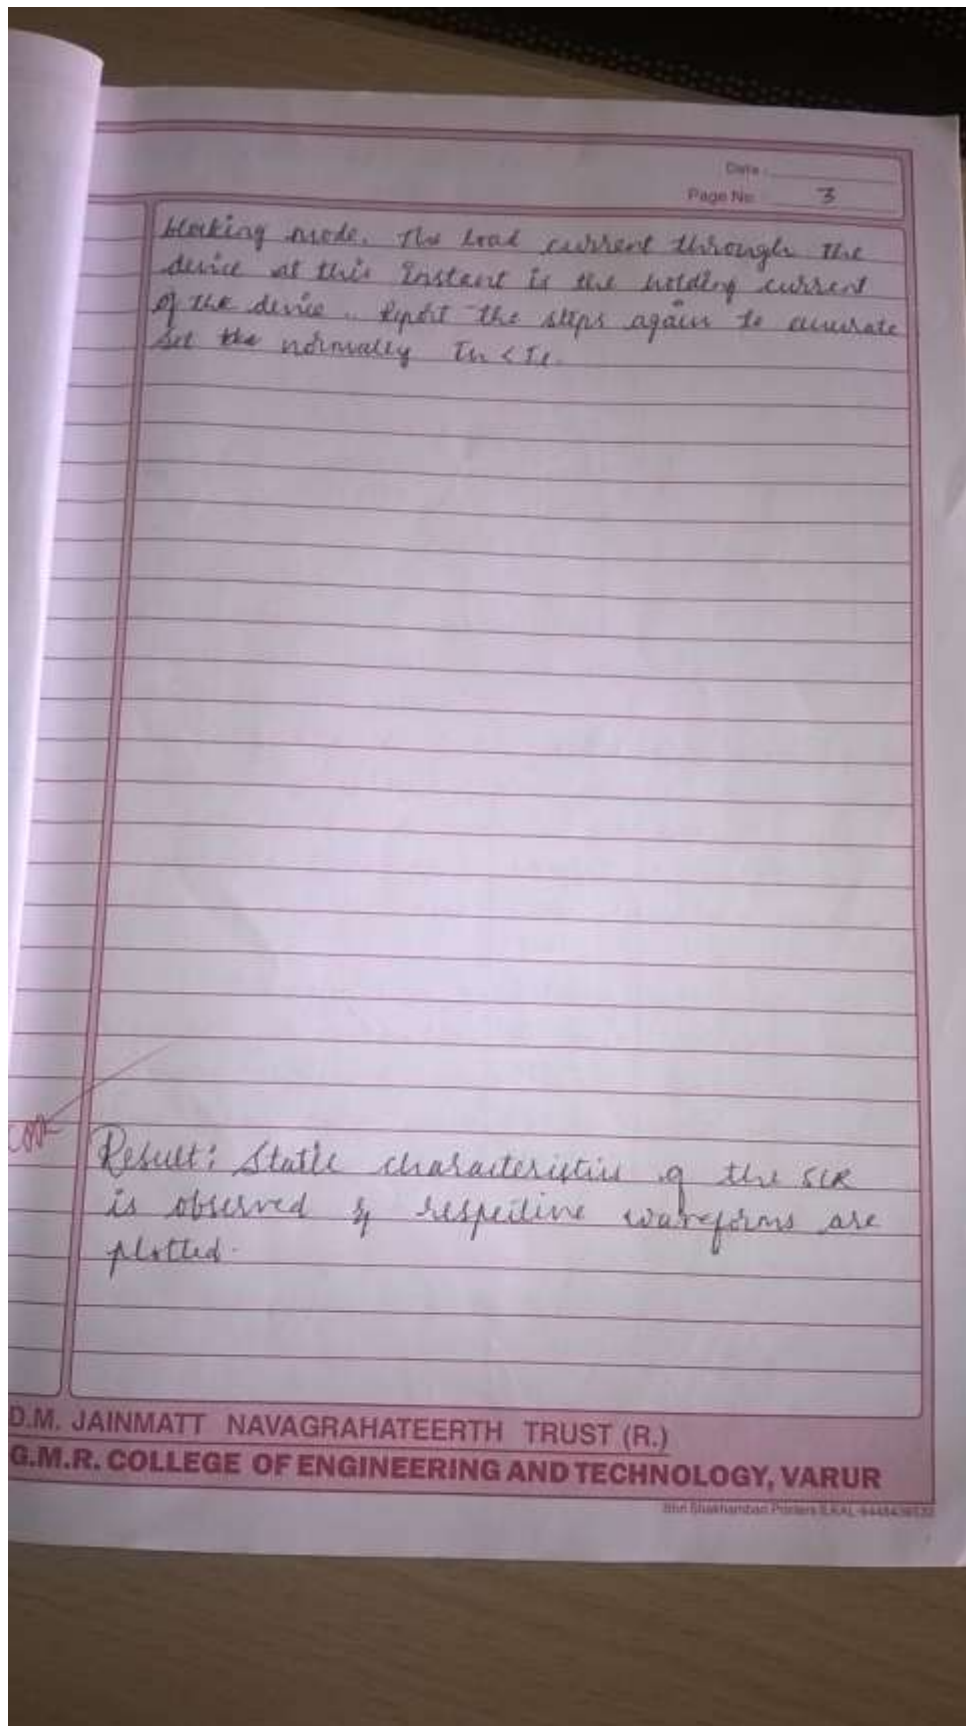 Date :
Page No 3
blocking mode. The load current through the
device at this instant is the holding current
of the device. Repeat the steps again to accurate
set the normally IH < IL.
Result: Static characteristics of the SCR
is observed & respective waveforms are
plotted.
D.M. JAINMATT NAVAGRAHATEERTH TRUST (R.)
G.M.R. COLLEGE OF ENGINEERING AND TECHNOLOGY, VARUR
Printers ILKAL